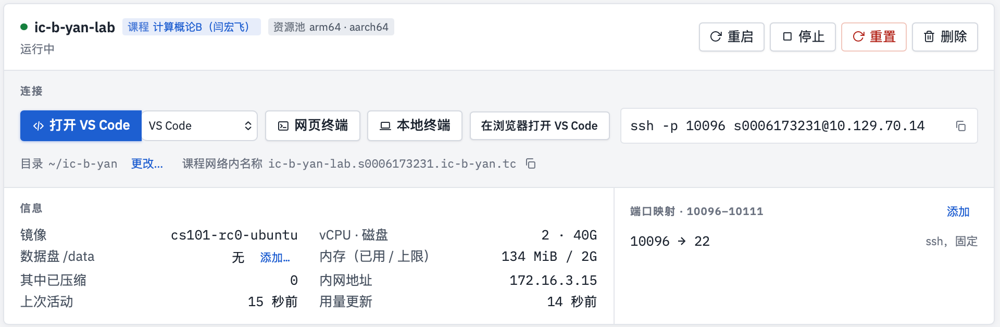 ic-b-yan-lab 课程 计算概论B（闫宏飞） 资源池 arm64 · aarch64
运行中
重启 停止 重置 删除
连接
打开 VS Code VS Code 网页终端 本地终端 在浏览器打开 VS Code ssh -p 10096 s0006173231@10.129.70.14
目录 ~/ic-b-yan 更改... 课程网络内名称 ic-b-yan-lab.s0006173231.ic-b-yan.tc
信息
镜像 cs101-rc0-ubuntu vCPU · 磁盘 2 · 40G
数据盘 /data 无 添加... 内存（已用 / 上限） 134 MiB / 2G
其中已压缩 0 内网地址 172.16.3.15
上次活动 15 秒前 用量更新 14 秒前
端口映射 · 10096–10111 添加
10096 → 22 ssh，固定